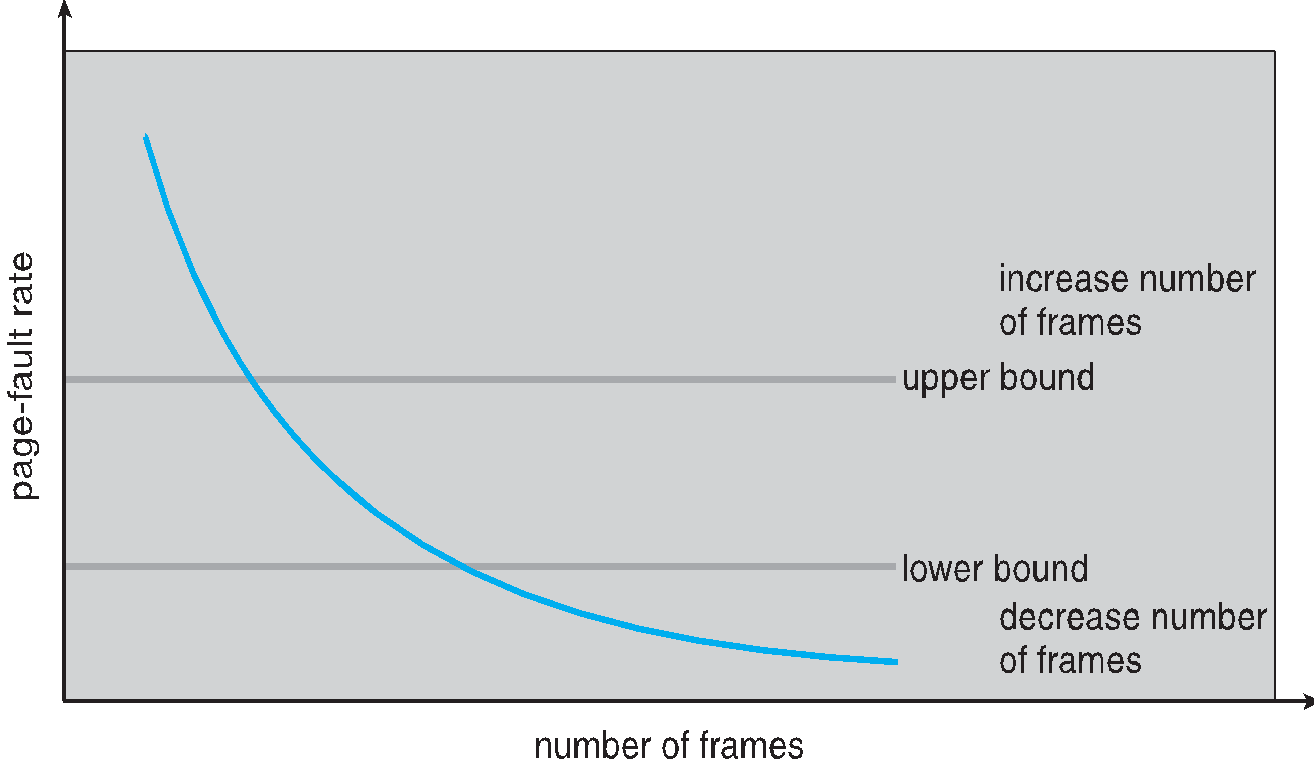 page-fault rate
increase number
of frames
upper bound
lower bound
decrease number
of frames
number of frames